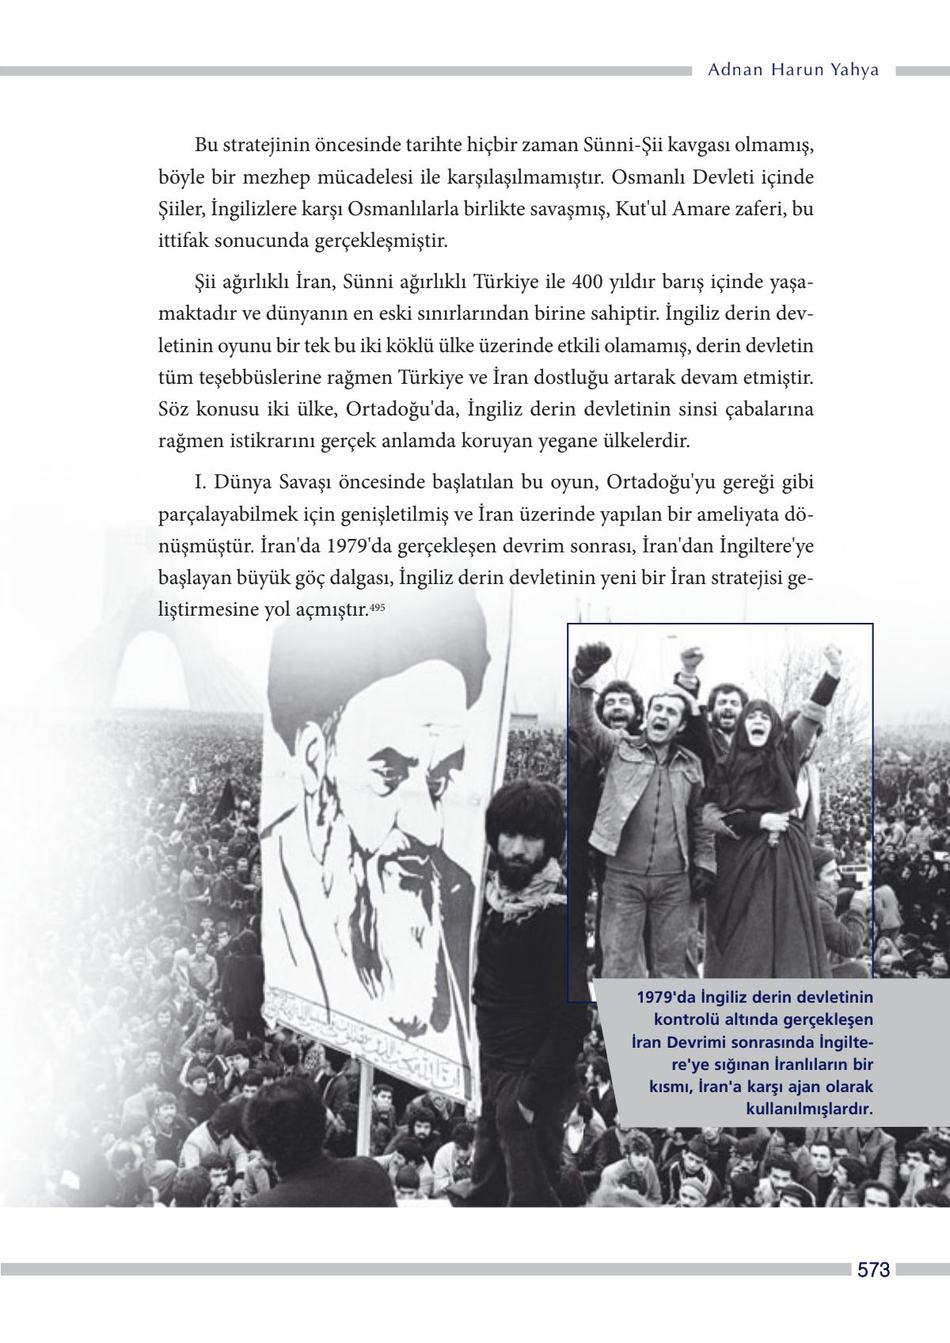 Adnan Harun Yahya
Bu stratejinin öncesinde tarihte hiçbir zaman Sünni-Şii kavgası olmamış,
böyle bir mezhep mücadelesi ile karşılaşılmamıştır. Osmanlı Devleti içinde
Şiiler, İngilizlere karşı Osmanlılarla birlikte savaşmış, Kut'ul Amare zaferi, bu
ittifak sonucunda gerçekleşmiştir.
Şii ağırlıklı İran, Sünni ağırlıklı Türkiye ile 400 yıldır barış içinde yaşa-
maktadır ve dünyanın en eski sınırlarından birine sahiptir. İngiliz derin dev-
letinin oyunu bir tek bu iki köklü ülke üzerinde etkili olamamış, derin devletin
tüm teşebbüslerine rağmen Türkiye ve İran dostluğu artarak devam etmiştir.
Söz konusu iki ülke, Ortadoğu'da, İngiliz derin devletinin sinsi çabalarına
rağmen istikrarını gerçek anlamda koruyan yegane ülkelerdir.
I. Dünya Savaşı öncesinde başlatılan bu oyun, Ortadoğu'yu gereği gibi
parçalayabilmek için genişletilmiş ve İran üzerinde yapılan bir ameliyata dö-
nüşmüştür. İran'da 1979'da gerçekleşen devrim sonrası, İran'dan İngiltere'ye
başlayan büyük göç dalgası, İngiliz derin devletinin yeni bir İran stratejisi ge-
liştirmesine yol açmıştır.495
1979'da İngiliz derin devletinin
kontrolü altında gerçekleşen
İran Devrimi sonrasında İngilte-
re'ye sığınan İranlıların bir
kısmı, İran'a karşı ajan olarak
kullanılmışlardır.
573